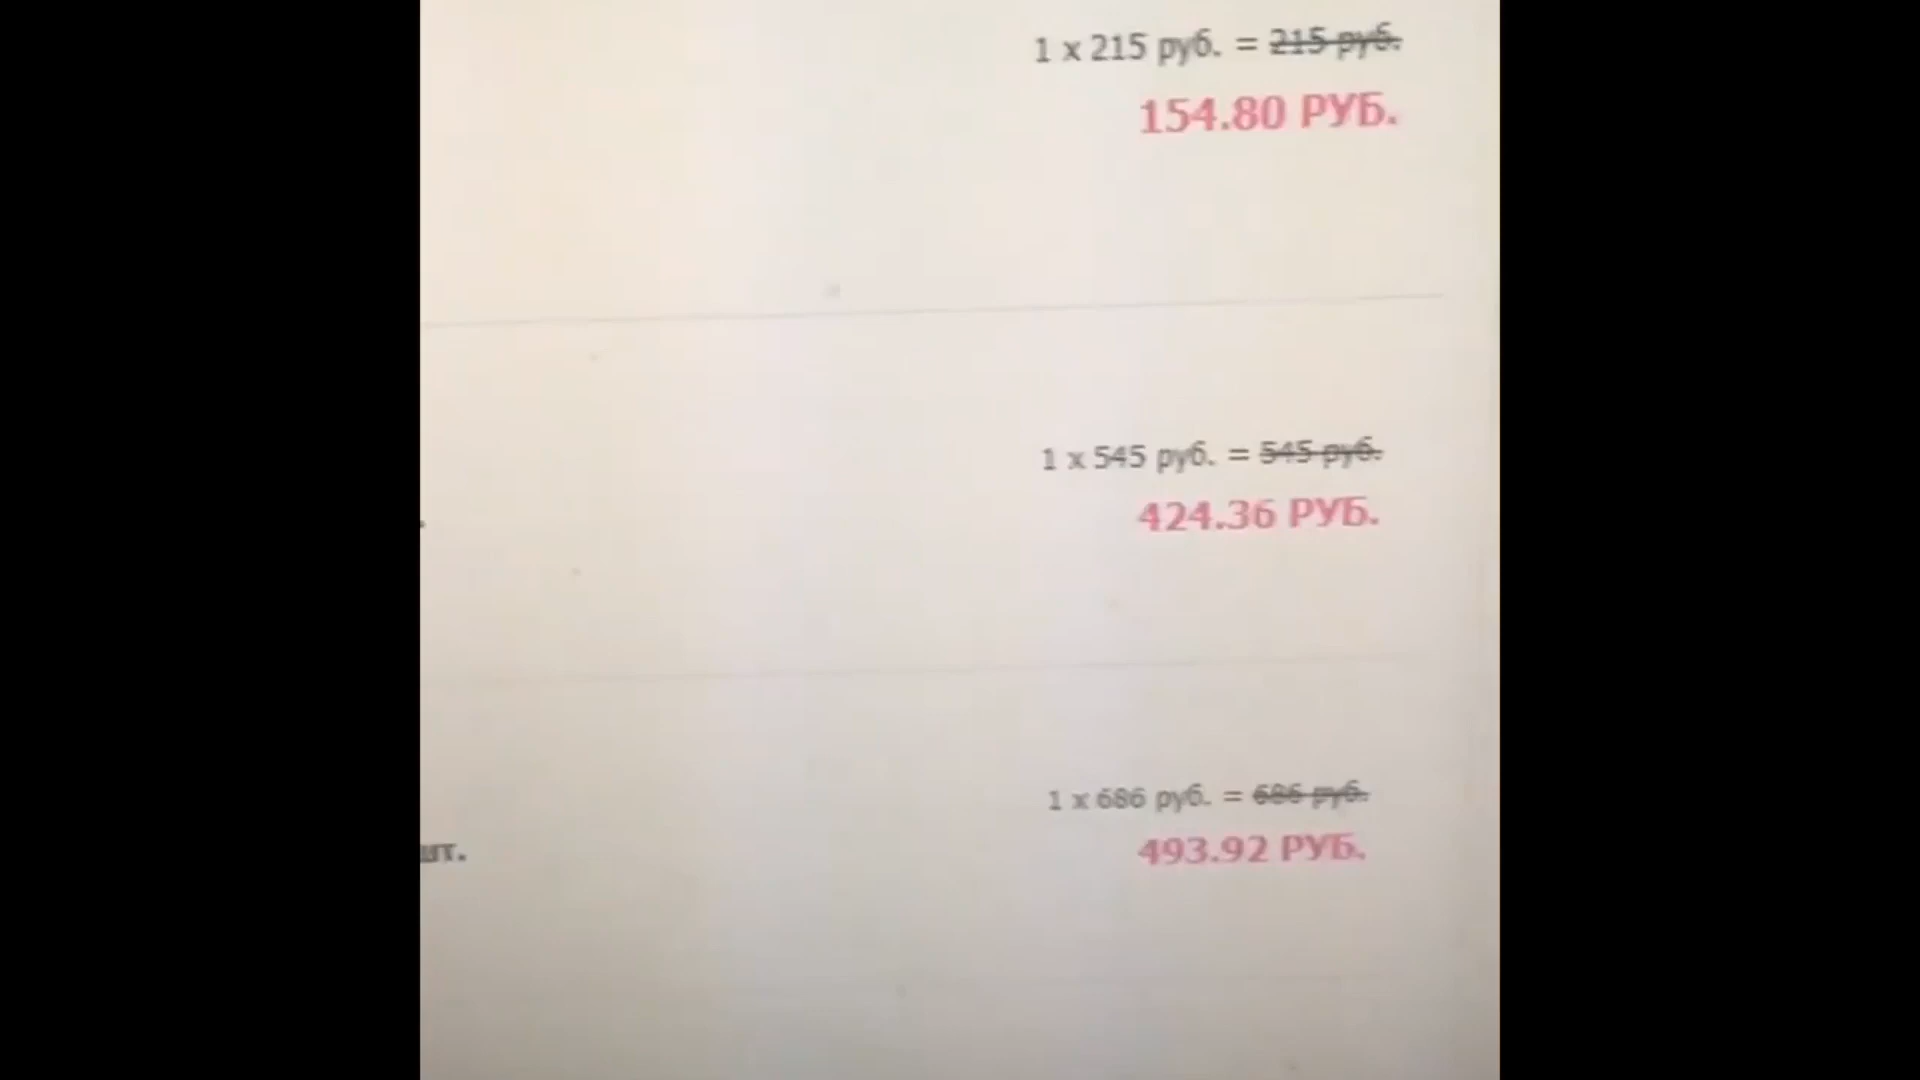 1 x 215 руб. = 215 руб.
154.80 РУБ.
1 x 545 руб. = 545 руб.
424.36 РУБ.
1 x 686 руб. = 686 руб.
493.92 РУБ.
шт.